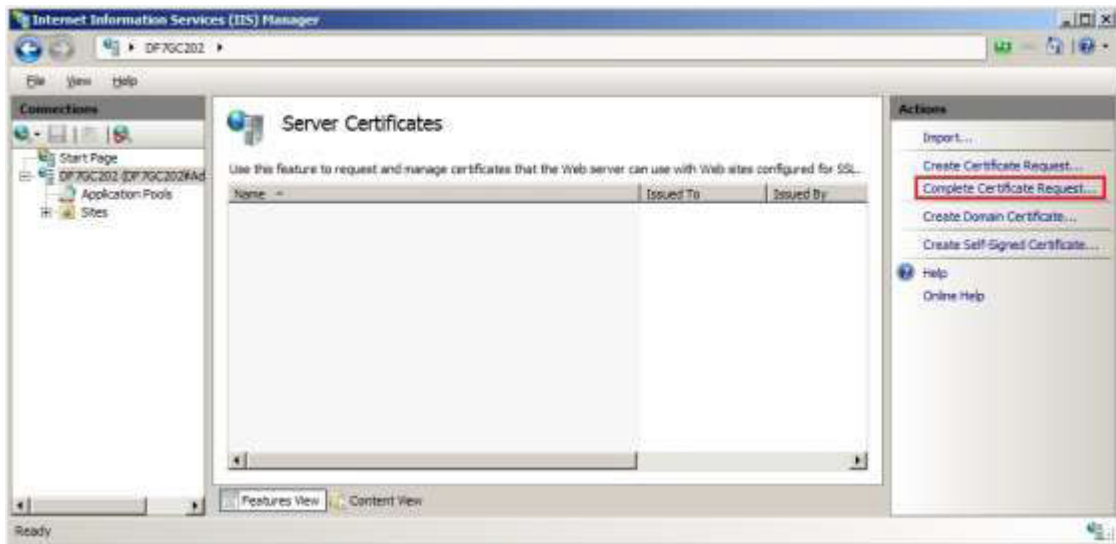 Internet Information Services (IIS) Manager
DF7GC202
File View Help
Connections
Start Page
DF7GC202 (DF7GC202\Ad
Application Pools
Sites
Server Certificates
Use this feature to request and manage certificates that the Web server can use with Web sites configured for SSL.
Name Issued To Issued By
Features View Content View
Actions
Import...
Create Certificate Request...
Complete Certificate Request...
Create Domain Certificate...
Create Self-Signed Certificate...
Help
Online Help
Ready